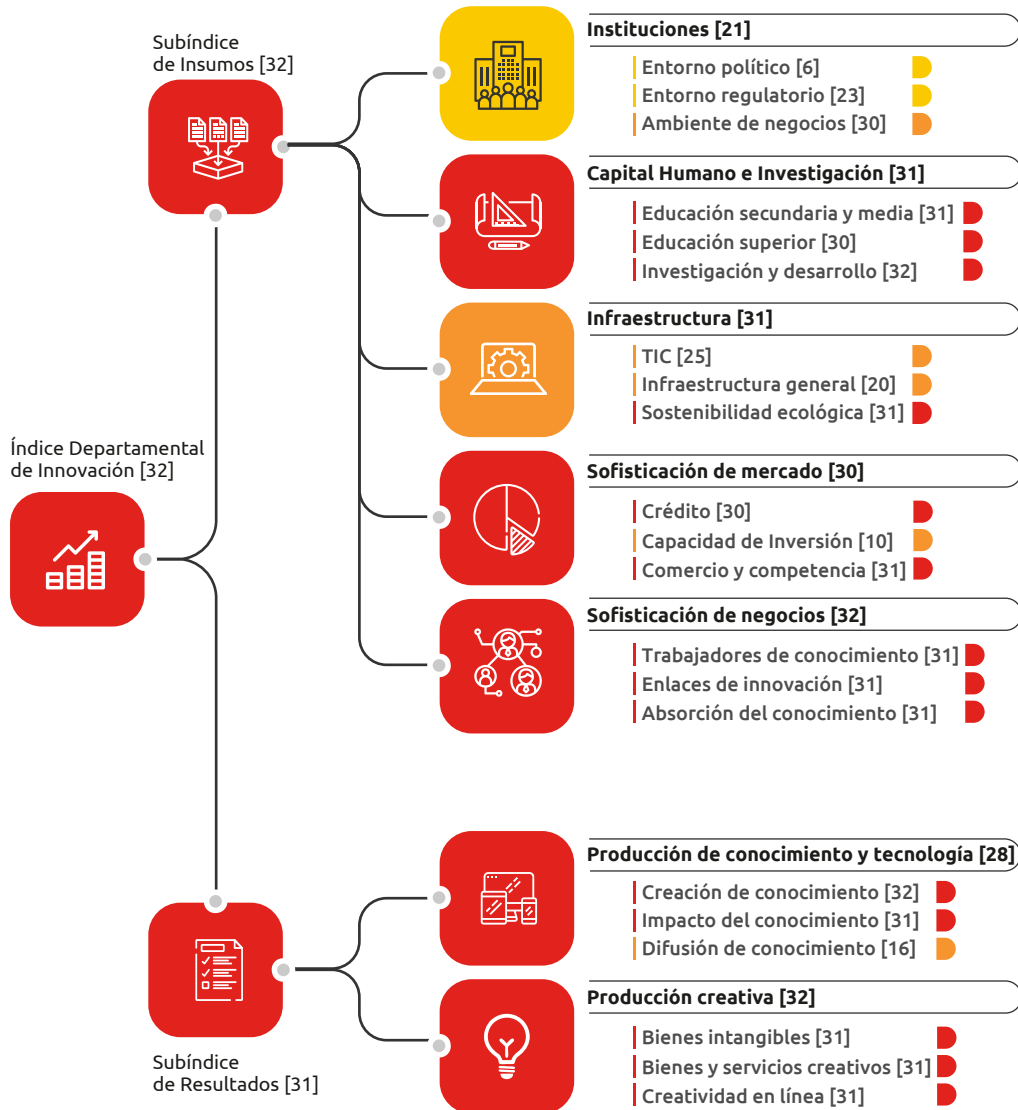 Subíndice
de Insumos [32]
Instituciones [21]
Entorno político [6]
Entorno regulatorio [23]
Ambiente de negocios [30]
Capital Humano e Investigación [31]
Educación secundaria y media [31]
Educación superior [30]
Investigación y desarrollo [32]
Infraestructura [31]
TIC [25]
Infraestructura general [20]
Sostenibilidad ecológica [31]
Índice Departamental
de Innovación [32]
Sofisticación de mercado [30]
Crédito [30]
Capacidad de Inversión [10]
Comercio y competencia [31]
Sofisticación de negocios [32]
Trabajadores de conocimiento [31]
Enlaces de innovación [31]
Absorción del conocimiento [31]
Producción de conocimiento y tecnología [28]
Creación de conocimiento [32]
Impacto del conocimiento [31]
Difusión de conocimiento [16]
Producción creativa [32]
Bienes intangibles [31]
Bienes y servicios creativos [31]
Creatividad en línea [31]
Subíndice
de Resultados [31]